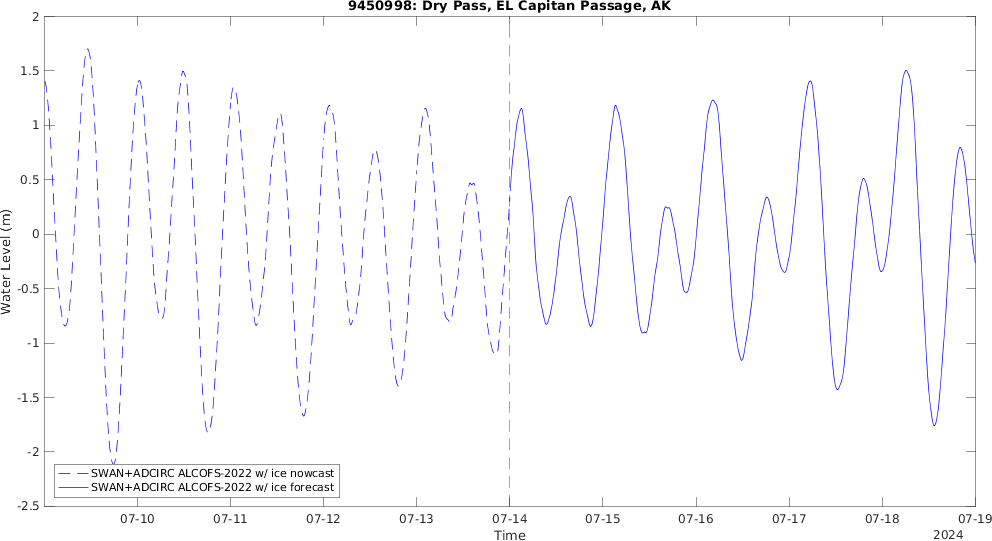 9450998: Dry Pass, EL Capitan Passage, AK
2
1.5
1
0.5
0
-0.5
-1
-1.5
-2
-2.5
Water Level (m)
SWAN+ADCIRC ALCOFS-2022 w/ ice nowcast
SWAN+ADCIRC ALCOFS-2022 w/ ice forecast
07-10 07-11 07-12 07-13 07-14 07-15 07-16 07-17 07-18 07-19
Time
2024